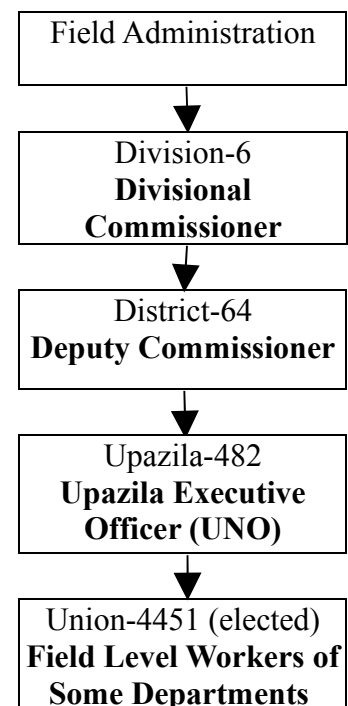 Field Administration
Division-6
Divisional
Commissioner
District-64
Deputy Commissioner
Upazila-482
Upazila Executive
Officer (UNO)
Union-4451 (elected)
Field Level Workers of
Some Departments